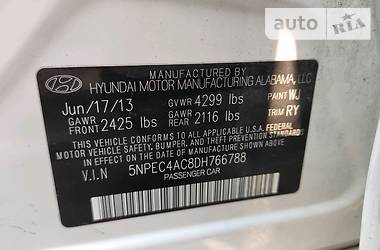 auto RIA
MANUFACTURED BY
HYUNDAI MOTOR MANUFACTURING ALABAMA, LLC
Jun/17/13 GVWR 4299 lbs PAINT WJ
GAWR FRONT 2425 lbs GAWR REAR 2116 lbs TRIM RY
THIS VEHICLE CONFORMS TO ALL APPLICABLE U.S.A. FEDERAL
MOTOR VEHICLE SAFETY AND THEFT PREVENTION STANDARDS
IN EFFECT ON THE DATE OF MANUFACTURE SHOWN ABOVE
V.I.N 5NPEC4AC8DH766788
PASSENGER CAR